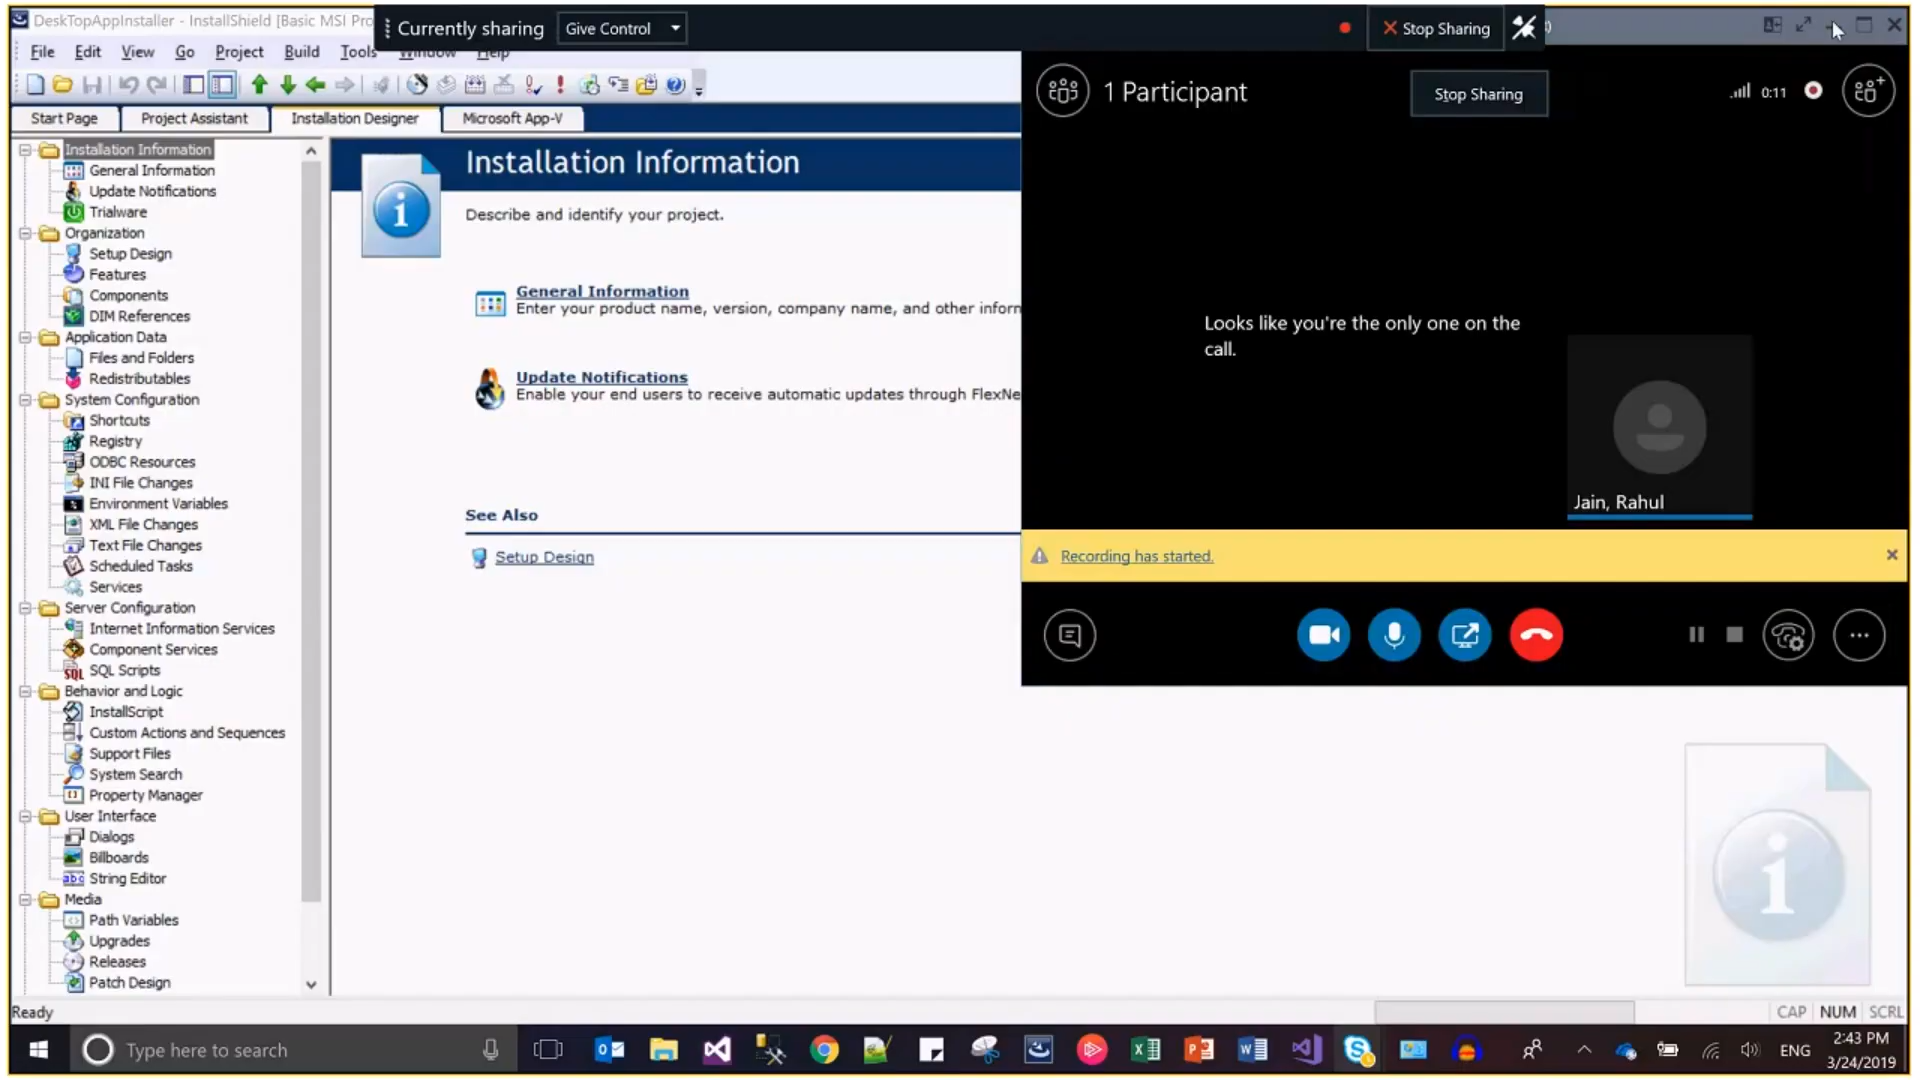 DeskTopAppInstaller - InstallShield [Basic MSI Pro
Currently sharing
Give Control
Stop Sharing
File Edit View Go Project Build Tools Window Help
1 Participant
Stop Sharing
0:11
Start Page
Project Assistant
Installation Designer
Microsoft App-V
Installation Information
General Information
Update Notifications
Trialware
Organization
Setup Design
Features
Components
DIM References
Application Data
Files and Folders
Redistributables
System Configuration
Shortcuts
Registry
ODBC Resources
INI File Changes
Environment Variables
XML File Changes
Text File Changes
Scheduled Tasks
Services
Server Configuration
Internet Information Services
Component Services
SQL Scripts
Behavior and Logic
InstallScript
Custom Actions and Sequences
Support Files
System Search
Property Manager
User Interface
Dialogs
Billboards
String Editor
Media
Path Variables
Upgrades
Releases
Patch Design
Installation Information
Describe and identify your project.
General Information
Enter your product name, version, company name, and other inforn
Update Notifications
Enable your end users to receive automatic updates through FlexNe
See Also
Setup Design
Looks like you're the only one on the
call.
Jain, Rahul
Recording has started.
Ready
CAP NUM SCRL
Type here to search
ENG
2:43 PM
3/24/2019